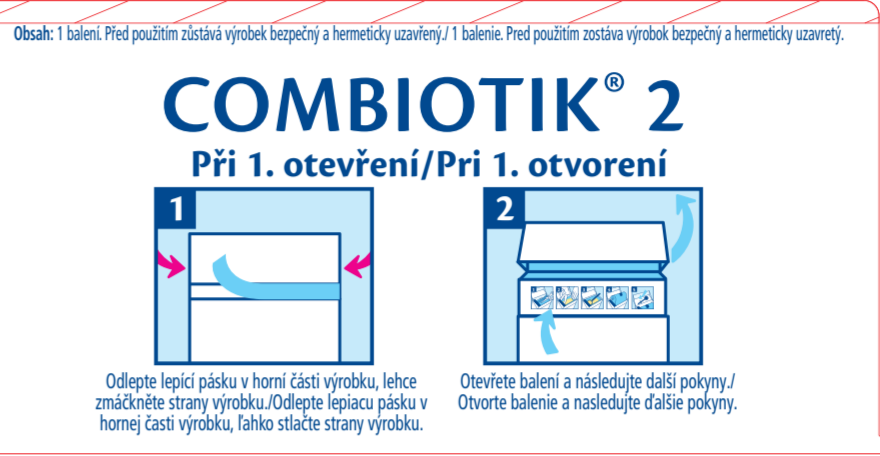 Obsah: 1 balení. Před použitím zůstává výrobek bezpečný a hermeticky uzavřený./ 1 balenie. Pred použitím zostáva výrobok bezpečný a hermeticky uzavretý.
COMBIOTIK® 2
Při 1. otevření/Pri 1. otvorení
1
2
Odlepte lepící pásku v horní části výrobku, lehce
zmáčkněte strany výrobku./Odlepte lepiacu pásku v
hornej časti výrobku, ľahko stlačte strany výrobku.
Otevřete balení a následujte další pokyny./
Otvorte balenie a nasledujte ďalšie pokyny.